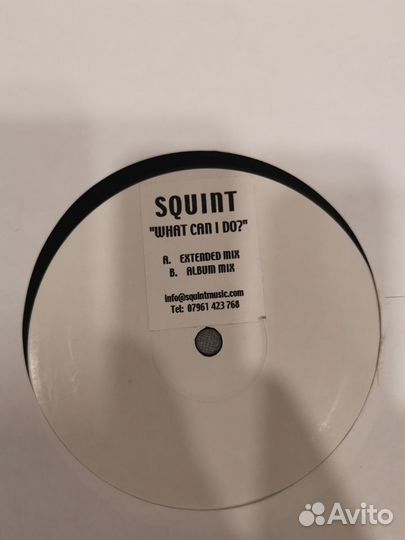 SQUINT
"WHAT CAN I DO?"
A. EXTENDED MIX
B. ALBUM MIX
info@squintmusic.com
Tel: 07961 423 768
Avito